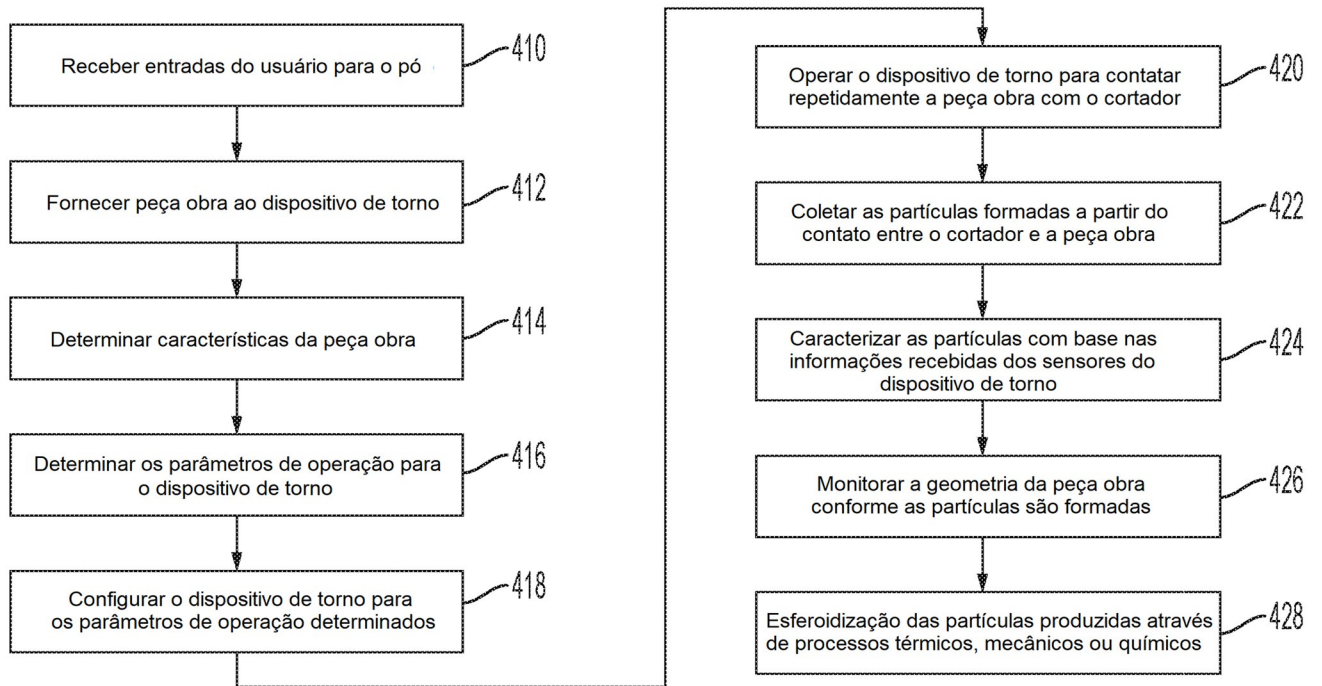 Receber entradas do usuário para o pó
410
Fornecer peça obra ao dispositivo de torno
412
Determinar características da peça obra
414
Determinar os parâmetros de operação para
o dispositivo de torno
416
Configurar o dispositivo de torno para
os parâmetros de operação determinados
418
Operar o dispositivo de torno para contatar
repetidamente a peça obra com o cortador
420
Coletar as partículas formadas a partir do
contato entre o cortador e a peça obra
422
Caracterizar as partículas com base nas
informações recebidas dos sensores do
dispositivo de torno
424
Monitorar a geometria da peça obra
conforme as partículas são formadas
426
Esferoidização das partículas produzidas através
de processos térmicos, mecânicos ou químicos
428